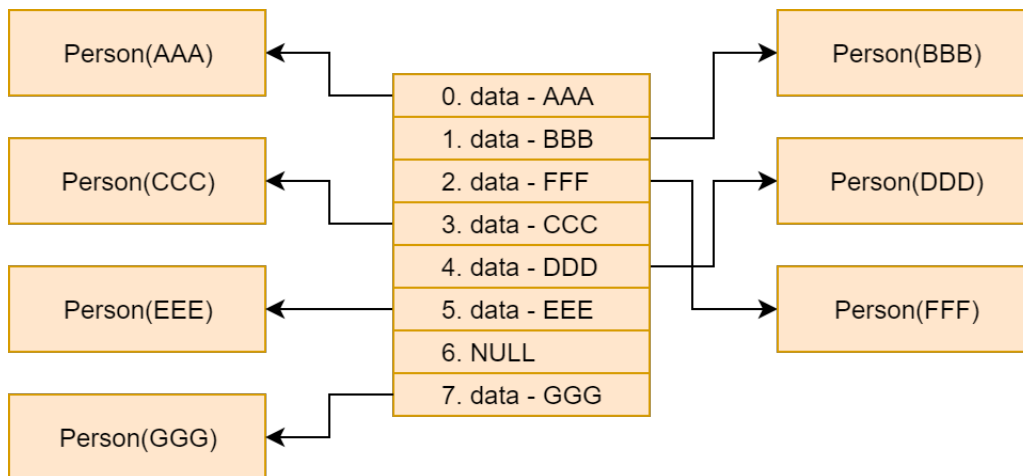 Person(AAA)
Person(BBB)
0. data - AAA
1. data - BBB
2. data - FFF
3. data - CCC
4. data - DDD
5. data - EEE
6. NULL
7. data - GGG
Person(CCC)
Person(DDD)
Person(EEE)
Person(FFF)
Person(GGG)